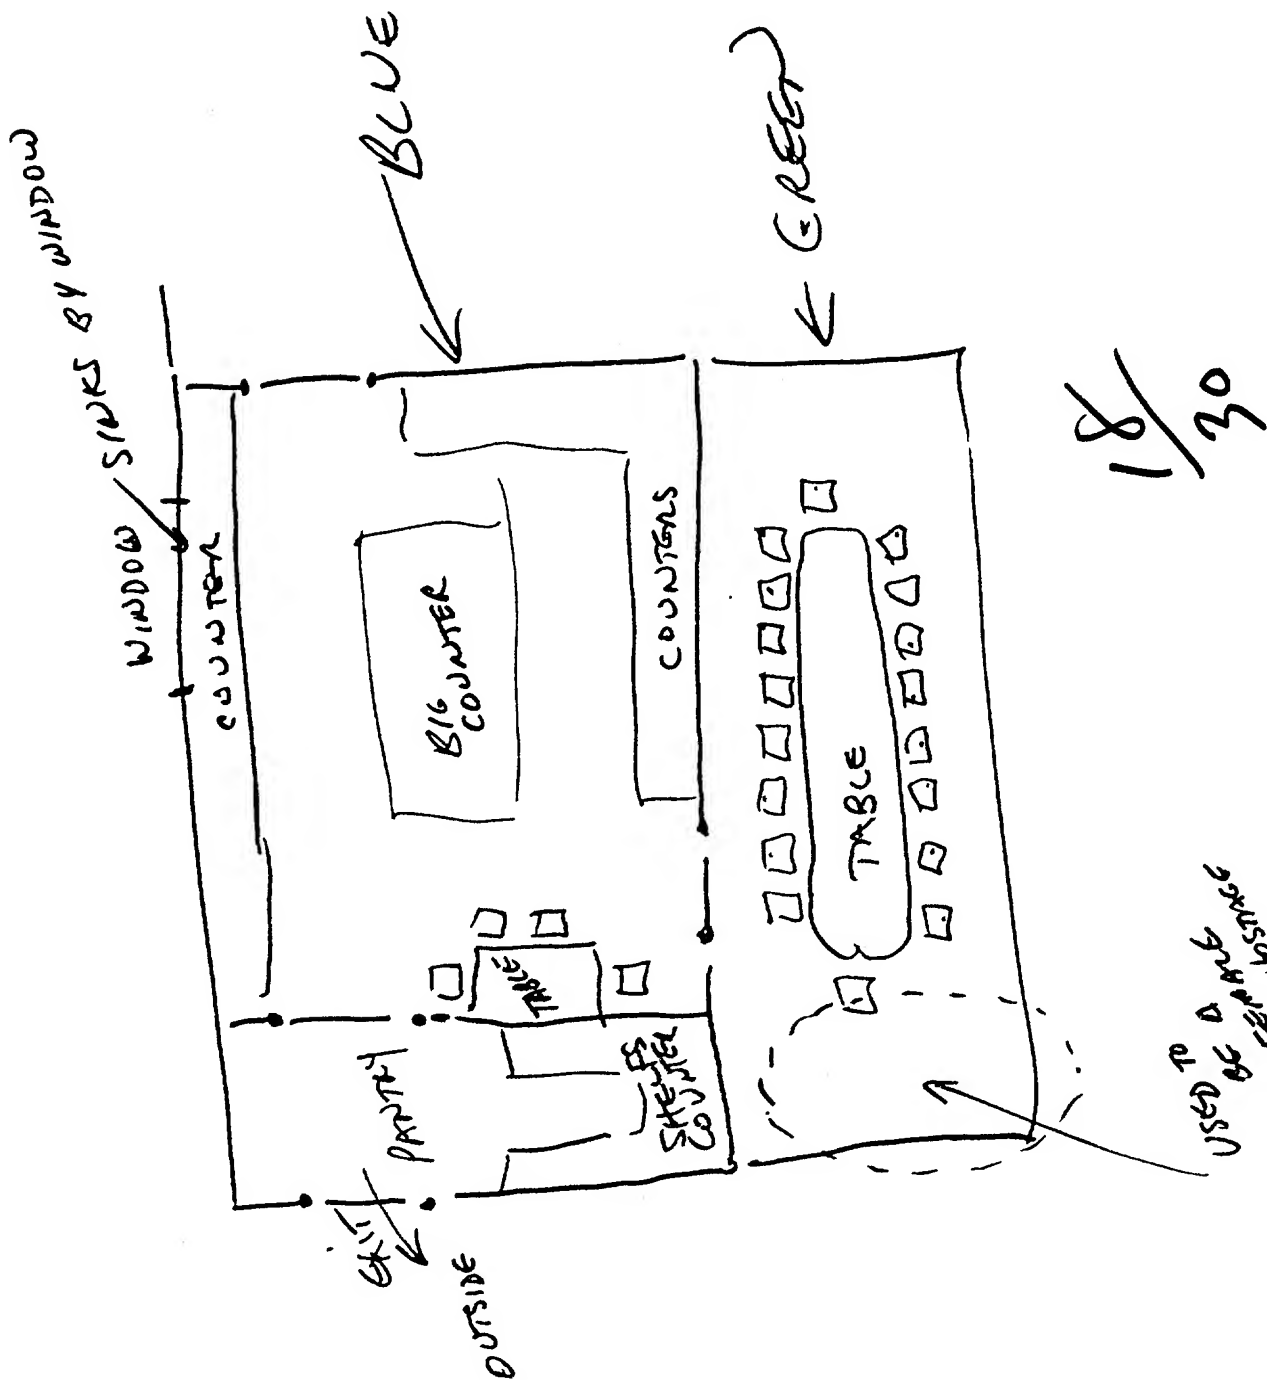 SINKS BY WINDOW
WINDOW
COUNTER
BLUE
BIG
COUNTER
COUNTERS
GREEN
TABLE
TABLE
PANTRY
SHELFS
COUNTER
EXIT
OUTSIDE
USED TO
BE A
18/30